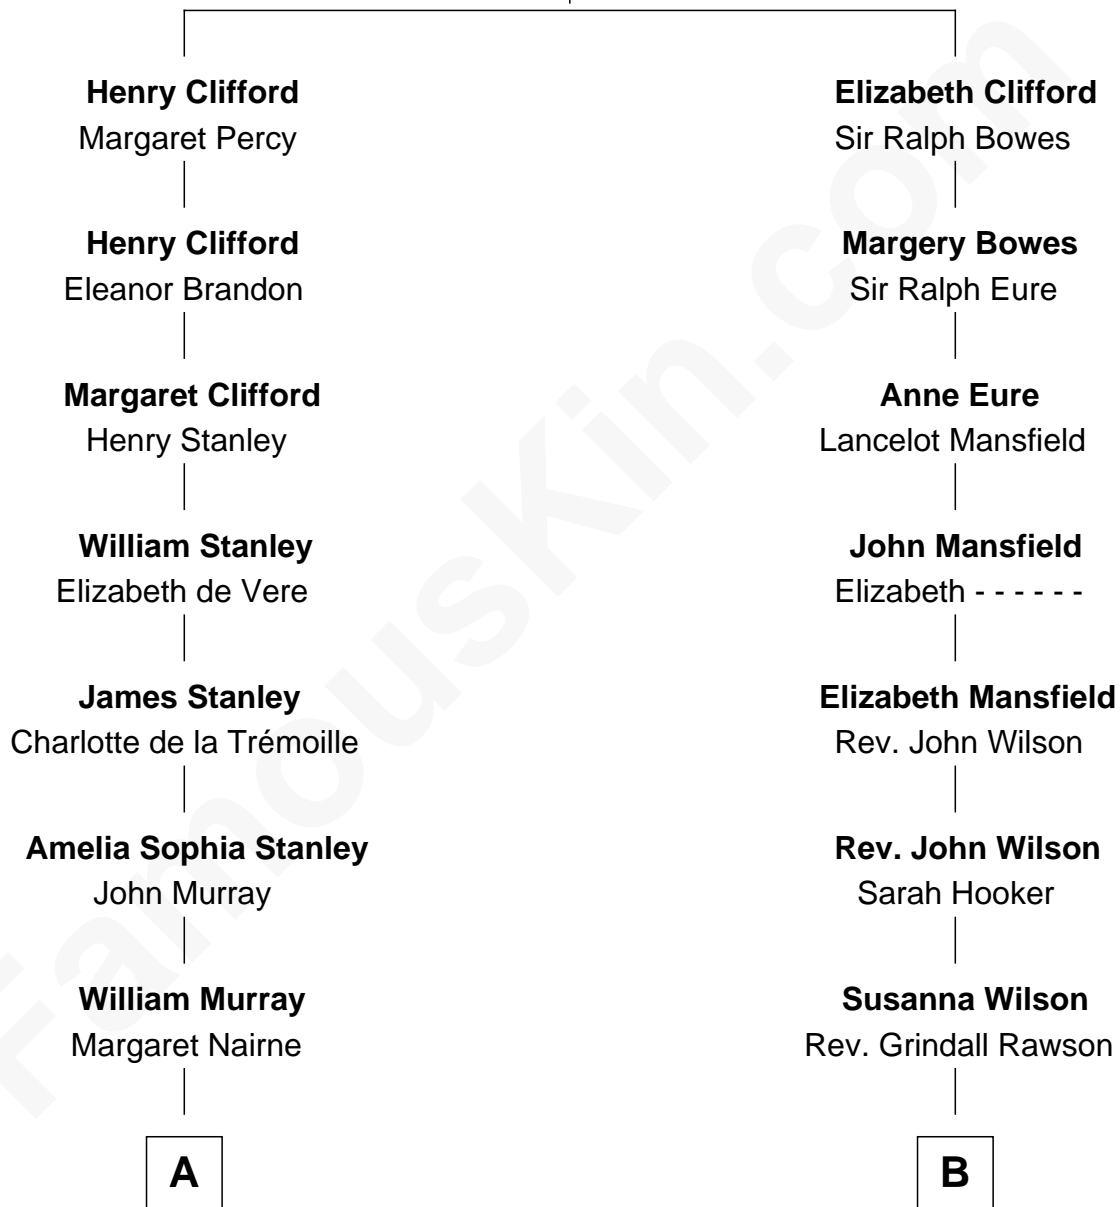 Henry Clifford
Margaret Percy
Henry Clifford
Eleanor Brandon
Margaret Clifford
Henry Stanley
William Stanley
Elizabeth de Vere
James Stanley
Charlotte de la Trémoille
Amelia Sophia Stanley
John Murray
William Murray
Margaret Nairne
A
Elizabeth Clifford
Sir Ralph Bowes
Margery Bowes
Sir Ralph Eure
Anne Eure
Lancelot Mansfield
John Mansfield
Elizabeth - - - - - -
Elizabeth Mansfield
Rev. John Wilson
Rev. John Wilson
Sarah Hooker
Susanna Wilson
Rev. Grindall Rawson
B
FamousKin.com